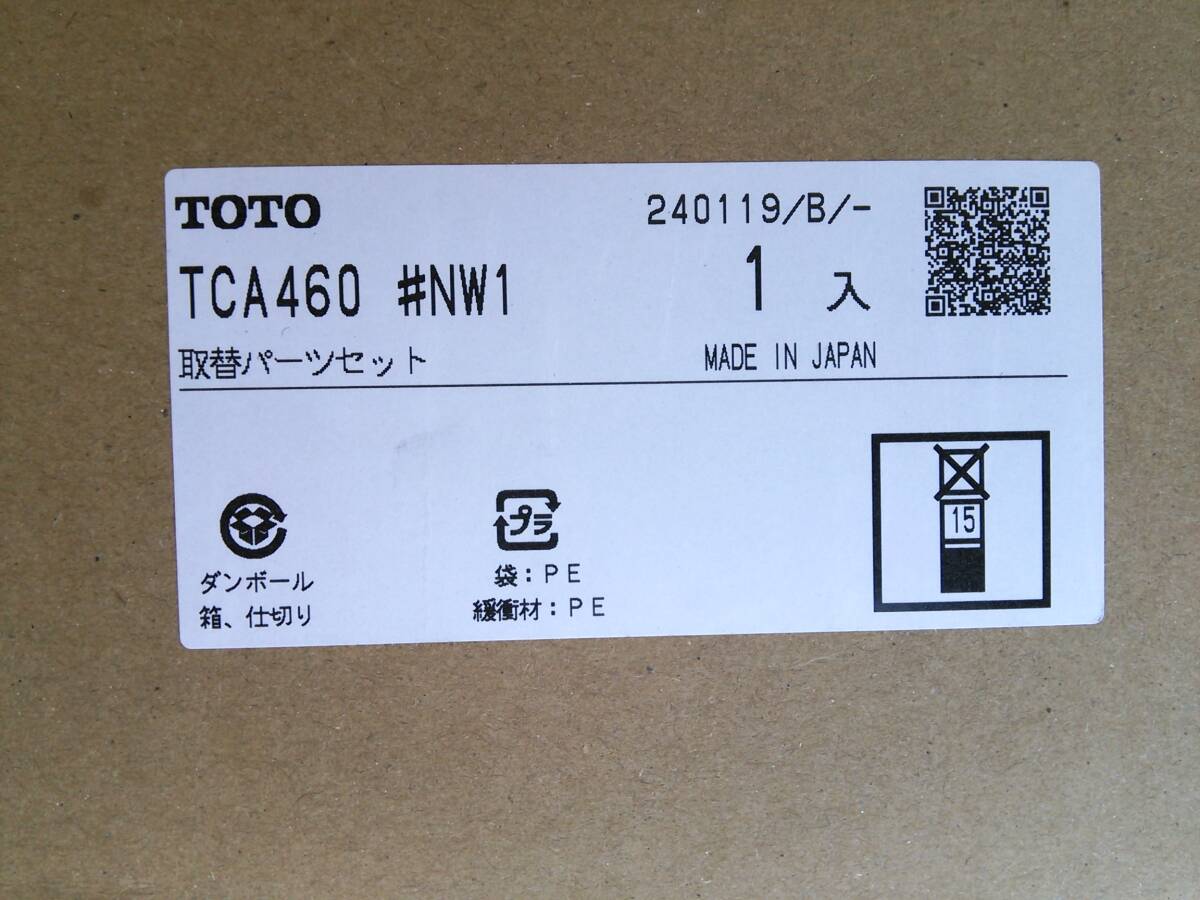 TOTO
240119/B/-
TCA460 #NW1
1 入
取替パーツセット
MADE IN JAPAN
15
ダンボール
箱、仕切り
プラ
袋：PE
緩衝材：PE